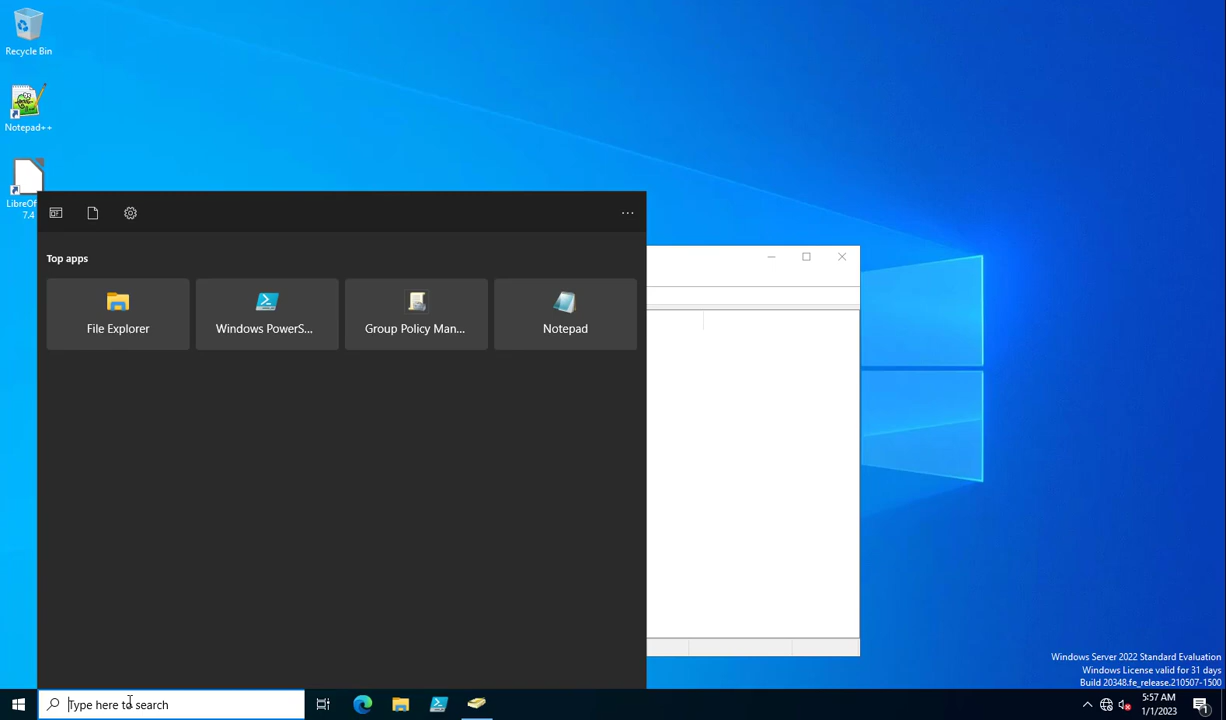 Recycle Bin
Notepad++
LibreOf
7.4
Top apps
File Explorer
Windows PowerS...
Group Policy Man...
Notepad
Windows Server 2022 Standard Evaluation
Windows License valid for 31 days
Build 20348.fe_release.210507-1500
Type here to search
5:57 AM
1/1/2023
1